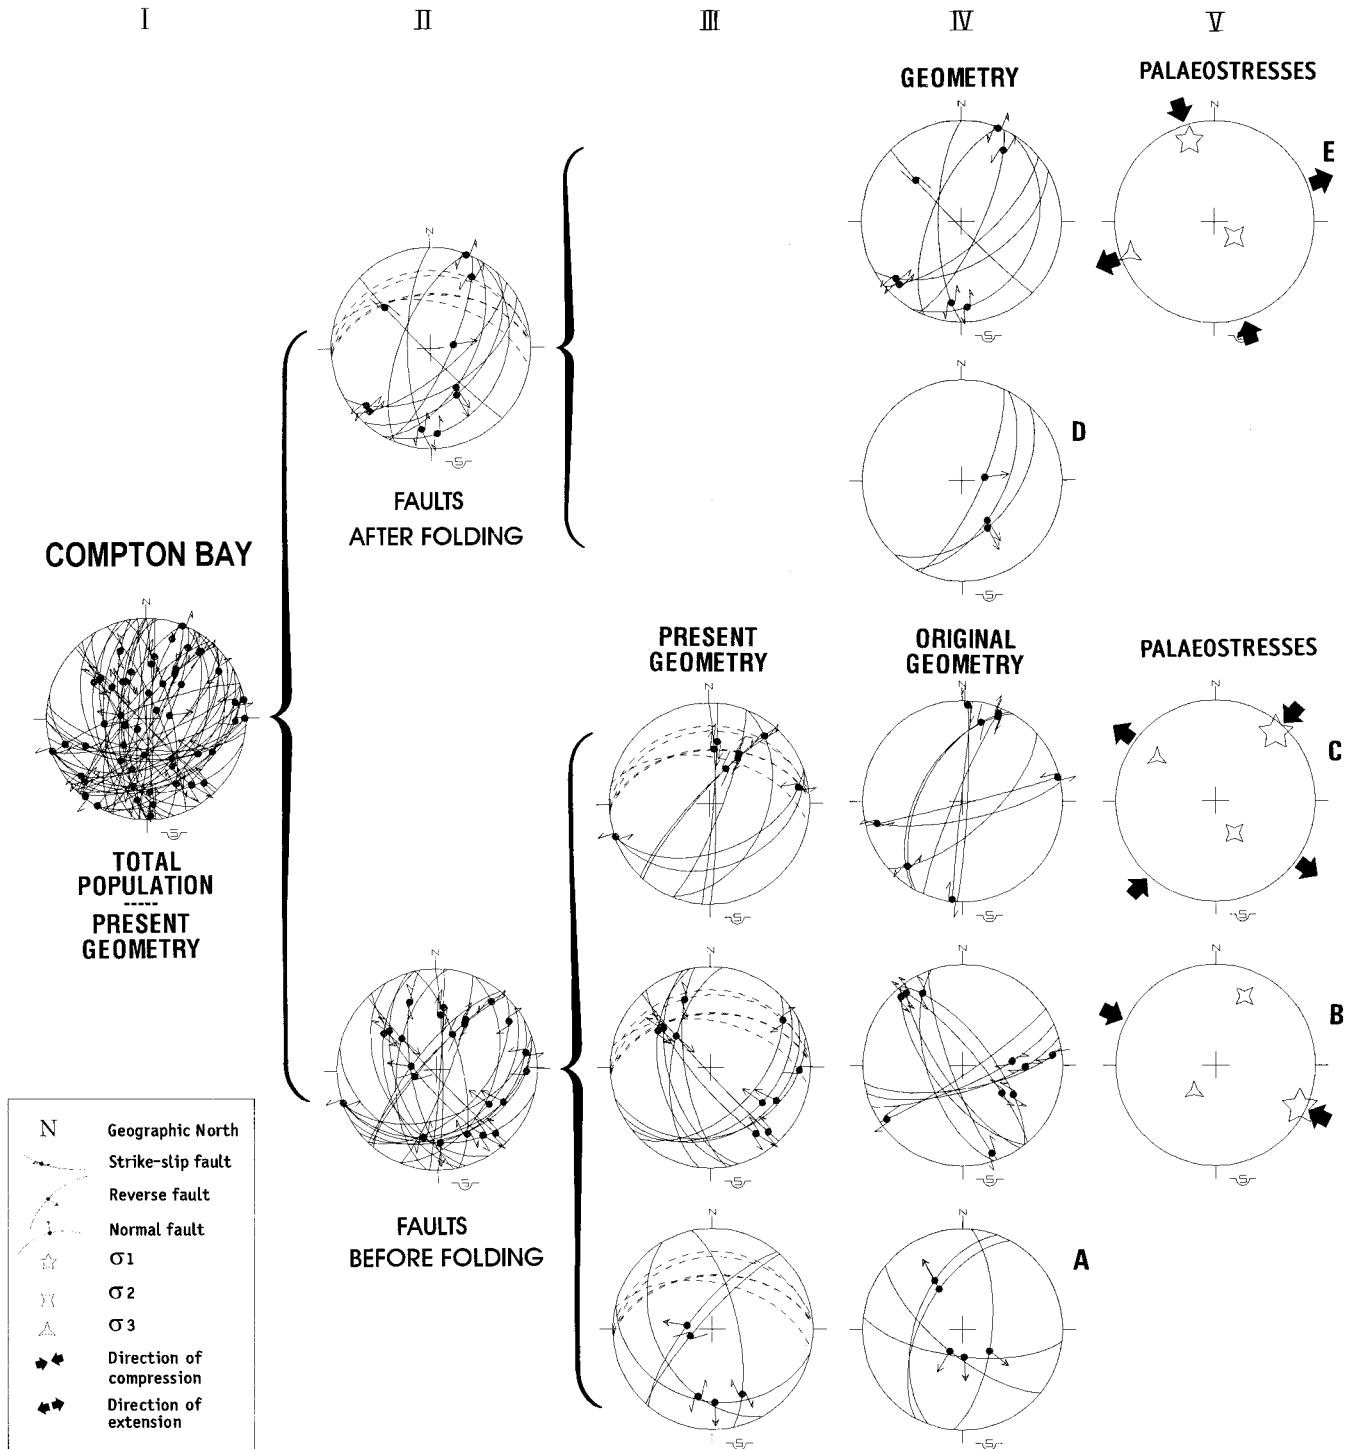 I II III IV V
GEOMETRY
PALAEOSTRESSES
N
N
E
S
S
N
S
N
D
S
FAULTS
AFTER FOLDING
COMPTON BAY
N
S
TOTAL
POPULATION
-----
PRESENT
GEOMETRY
PRESENT
GEOMETRY
ORIGINAL
GEOMETRY
PALAEOSTRESSES
N
N
N
C
S
S
S
N
N
N
N
B
S
S
S
S
FAULTS
BEFORE FOLDING
N
N
A
S
S
N Geographic North
Strike-slip fault
Reverse fault
Normal fault
σ1
σ2
σ3
Direction of
compression
Direction of
extension